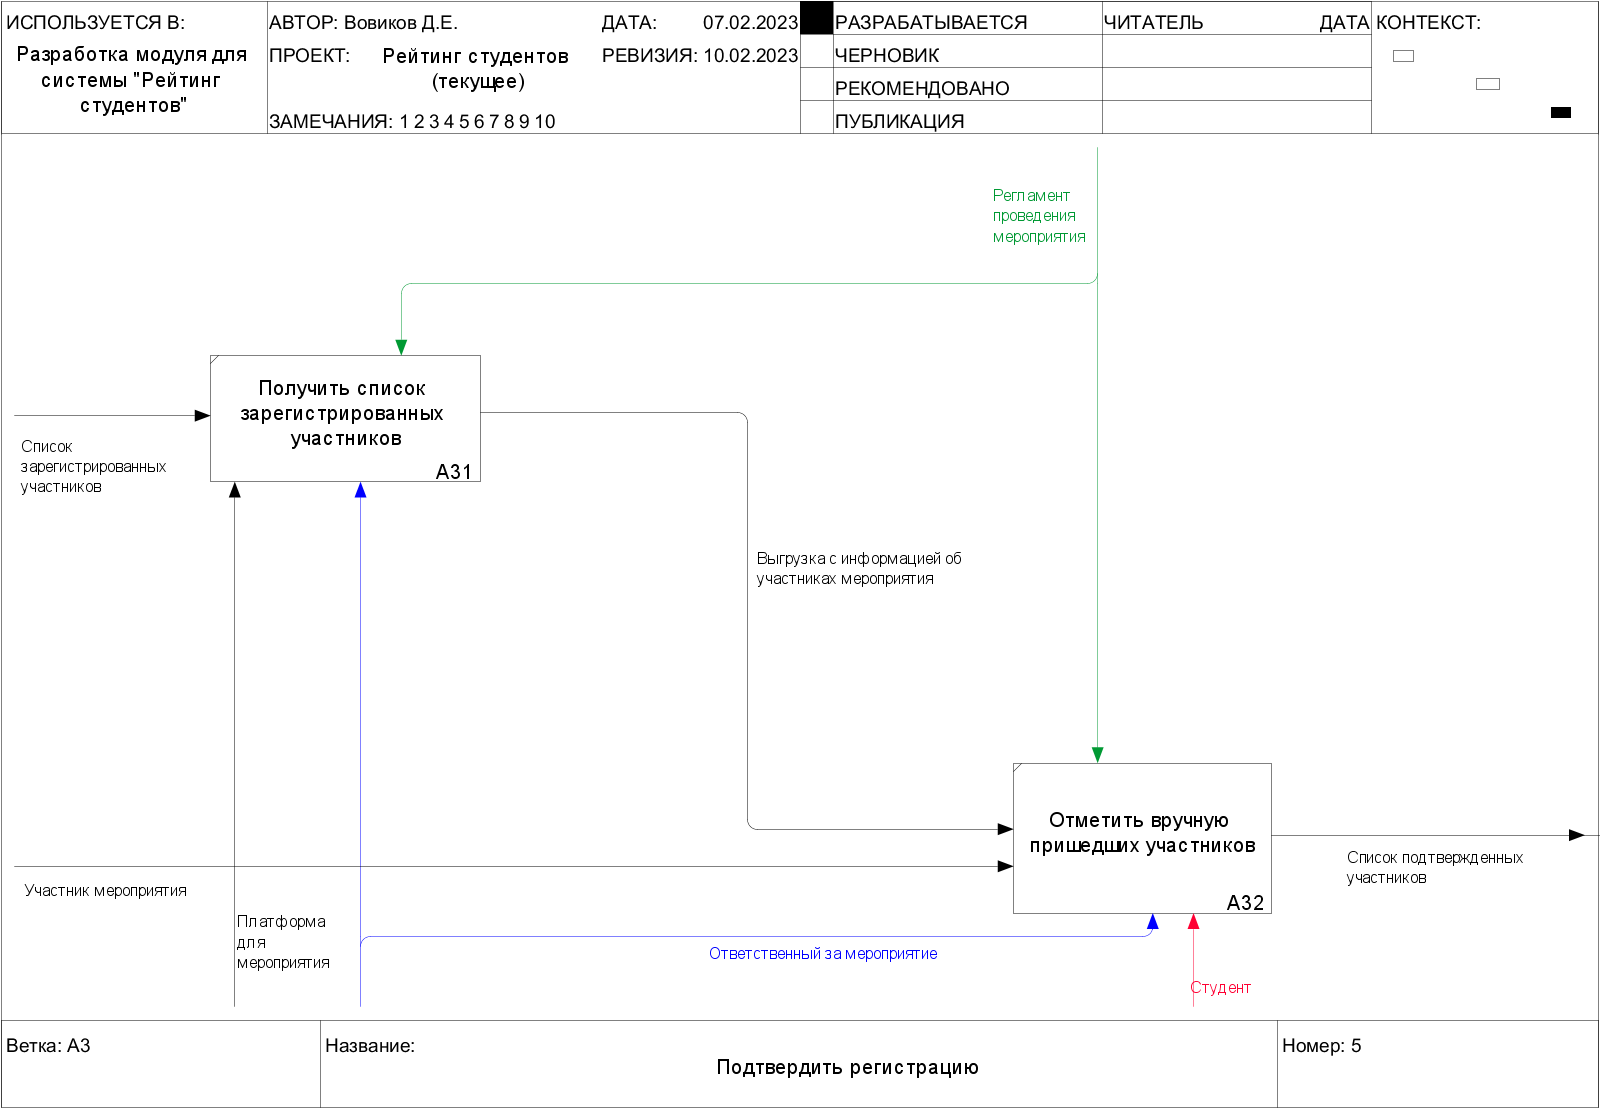 ИСПОЛЬЗУЕТСЯ В:
Разработка модуля для
системы "Рейтинг
студентов"
АВТОР: Вовиков Д.Е.
ДАТА: 07.02.2023
ПРОЕКТ: Рейтинг студентов
(текущее)
РЕВИЗИЯ: 10.02.2023
ЗАМЕЧАНИЯ: 1 2 3 4 5 6 7 8 9 10
РАЗРАБАТЫВАЕТСЯ
ЧЕРНОВИК
РЕКОМЕНДОВАНО
ПУБЛИКАЦИЯ
ЧИТАТЕЛЬ
ДАТА
КОНТЕКСТ:
Регламент
проведения
мероприятия
Получить список
зарегистрированных
участников
A31
Список
зарегистрированных
участников
Выгрузка с информацией об
участниках мероприятия
Отметить вручную
пришедших участников
A32
Список подтвержденных
участников
Участник мероприятия
Платформа
для
мероприятия
Ответственный за мероприятие
Студент
Ветка: A3
Название:
Подтвердить регистрацию
Номер: 5